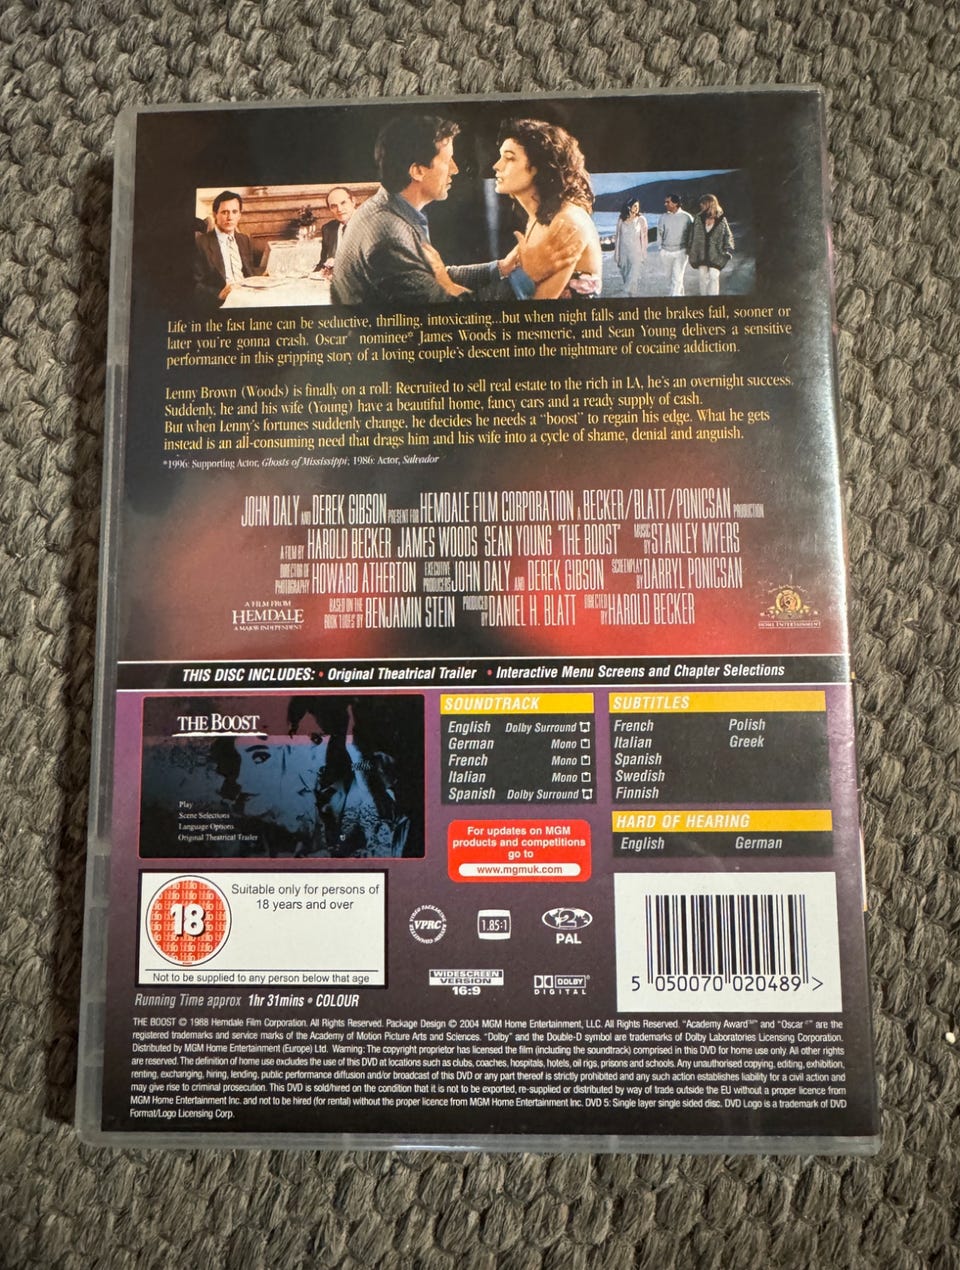 Life in the fast lane can be seductive, thrilling, intoxicating...but when night falls and the brakes fail, sooner or
later you're gonna crash. Oscar® nominee* James Woods is mesmeric, and Sean Young delivers a sensitive
performance in this gripping story of a loving couple's descent into the nightmare of cocaine addiction.
Lenny Brown (Woods) is finally on a roll: Recruited to sell real estate to the rich in LA, he's an overnight success.
Suddenly, he and his wife (Young) have a beautiful home, fancy cars and a ready supply of cash.
But when Lenny's fortunes suddenly change, he decides he needs a "boost" to regain his edge. What he gets
instead is an all-consuming need that drags him and his wife into a cycle of shame, denial and anguish.
*1996: Supporting Actor, Ghosts of Mississippi; 1986: Actor, Salvador
JOHN DALY AND DEREK GIBSON PRESENT FOR HEMDALE FILM CORPORATION A BECKER/BLATT/PONICSAN PRODUCTION
A FILM BY HAROLD BECKER JAMES WOODS SEAN YOUNG "THE BOOST" MUSIC BY STANLEY MYERS
DIRECTOR OF PHOTOGRAPHY HOWARD ATHERTON EXECUTIVE PRODUCERS JOHN DALY AND DEREK GIBSON SCREENPLAY BY DARRYL PONICSAN
BASED ON THE BOOK "LUDES" BY BENJAMIN STEIN PRODUCED BY DANIEL H. BLATT DIRECTED BY HAROLD BECKER
A FILM FROM
HEMDALE
A MAJOR INDEPENDENT
HOME ENTERTAINMENT
THIS DISC INCLUDES: • Original Theatrical Trailer • Interactive Menu Screens and Chapter Selections
THE BOOST
Play
Scene Selections
Language Options
Original Theatrical Trailer
SOUNDTRACK
English Dolby Surround
German Mono
French Mono
Italian Mono
Spanish Dolby Surround
SUBTITLES
French Polish
Italian Greek
Spanish
Swedish
Finnish
HARD OF HEARING
English German
For updates on MGM
products and competitions
go to
www.mgmuk.com
18
Suitable only for persons of
18 years and over
Not to be supplied to any person below that age
VIDEO PACKAGING REVIEW COMMITTEE
VPRC
1.85:1
2
PAL
WIDESCREEN
VERSION
16:9
DOLBY
DIGITAL
5 050070 020489 >
Running Time approx 1hr 31mins • COLOUR
THE BOOST © 1988 Hemdale Film Corporation. All Rights Reserved. Package Design © 2004 MGM Home Entertainment, LLC. All Rights Reserved. "Academy Award"℠ and "Oscar"℠ are the
registered trademarks and service marks of the Academy of Motion Picture Arts and Sciences. "Dolby" and the Double-D symbol are trademarks of Dolby Laboratories Licensing Corporation.
Distributed by MGM Home Entertainment (Europe) Ltd. Warning: The copyright proprietor has licensed the film (including the soundtrack) comprised in this DVD for home use only. All other rights
are reserved. The definition of home use excludes the use of this DVD at locations such as clubs, coaches, hospitals, hotels, oil rigs, prisons and schools. Any unauthorised copying, editing, exhibition,
renting, exchanging, hiring, lending, public performance diffusion and/or broadcast of this DVD or any part thereof is strictly prohibited and any such action establishes liability for a civil action and
may give rise to criminal prosecution. This DVD is sold/hired on the condition that it is not to be exported, re-supplied or distributed by way of trade outside the EU without a proper licence from
MGM Home Entertainment Inc. and not to be hired (for rental) without the proper licence from MGM Home Entertainment Inc. DVD 5: Single layer single sided disc. DVD Logo is a trademark of DVD
Format/Logo Licensing Corp.